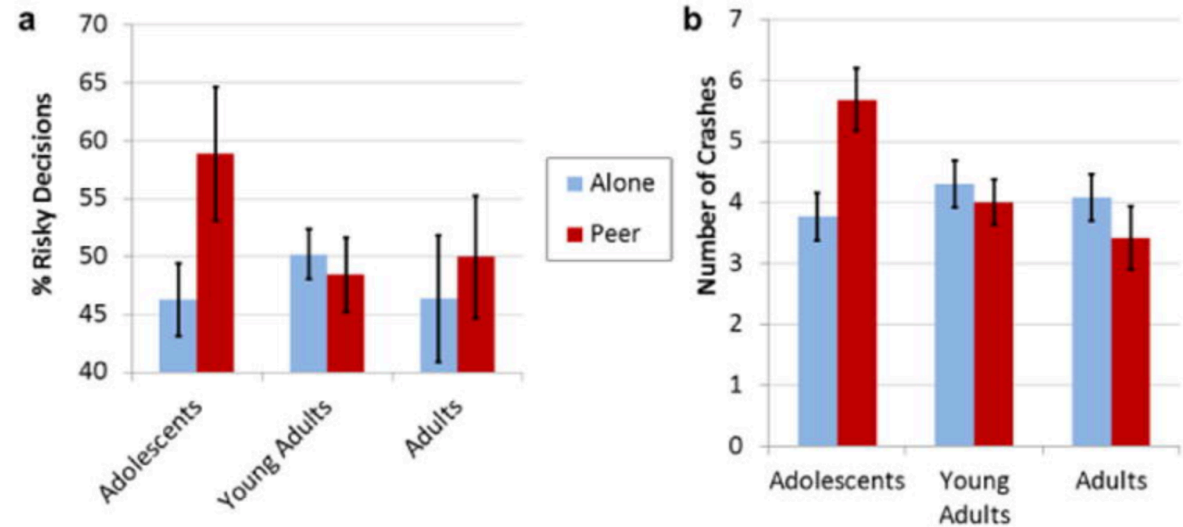 a
% Risky Decisions
70
65
60
55
50
45
40
Adolescents
Young Adults
Adults
Alone
Peer
b
Number of Crashes
7
6
5
4
3
2
1
0
Adolescents
Young
Adults
Adults